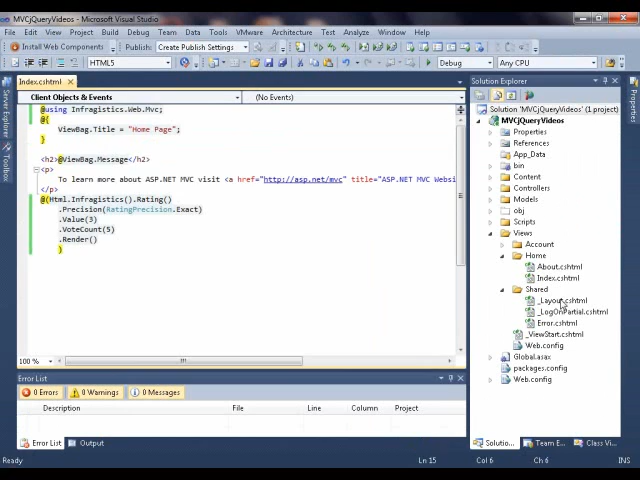 MVCjQueryVideos - Microsoft Visual Studio
File Edit View Project Build Debug Team Data Tools VMware Architecture Test Analyze Window Help
Install Web Components Publish: Create Publish Settings
HTML5 Debug Any CPU
Server Explorer
Toolbox
Index.cshtml
Client Objects & Events (No Events)
@using Infragistics.Web.Mvc;
@{
ViewBag.Title = "Home Page";
}
<h2>@ViewBag.Message</h2>
<p>
To learn more about ASP.NET MVC visit <a href="http://asp.net/mvc" title="ASP.NET MVC Websi
</p>
@(Html.Infragistics().Rating()
.Precision(RatingPrecision.Exact)
.Value(3)
.VoteCount(5)
.Render()
)
100 %
Error List
0 Errors 0 Warnings 0 Messages
Description File Line Column Project
Error List Output
Solution Explorer
Solution 'MVCjQueryVideos' (1 project)
MVCjQueryVideos
Properties
References
App_Data
bin
Content
Controllers
Models
obj
Scripts
Views
Account
Home
About.cshtml
Index.cshtml
Shared
_Layout.cshtml
_LogOnPartial.cshtml
Error.cshtml
_ViewStart.cshtml
Web.config
Global.asax
packages.config
Web.config
Solutio... Team E... Class Vi...
Properties
Ready Ln 15 Col 6 Ch 6 INS